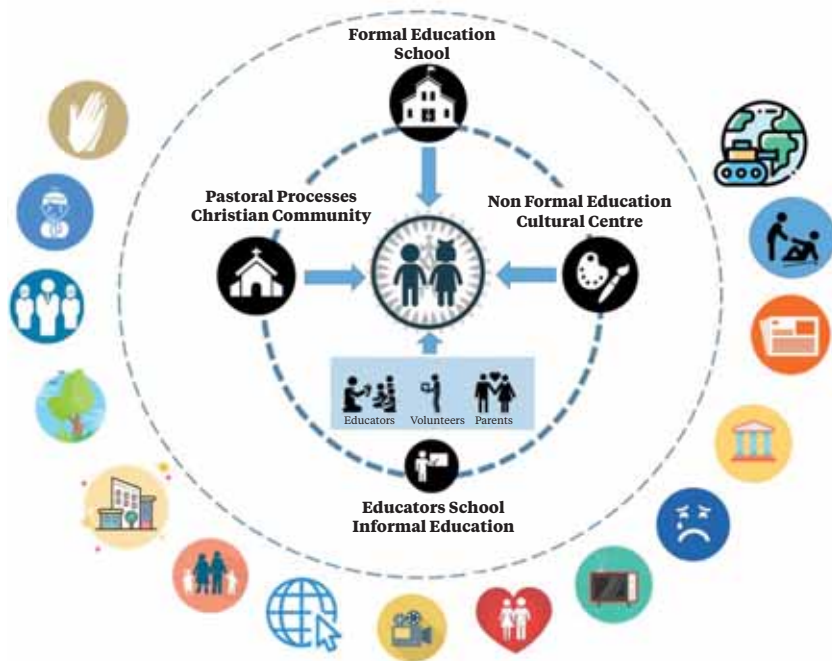 Formal Education
School
Pastoral Processes
Christian Community
Non Formal Education
Cultural Centre
Educators Volunteers Parents
Educators School
Informal Education